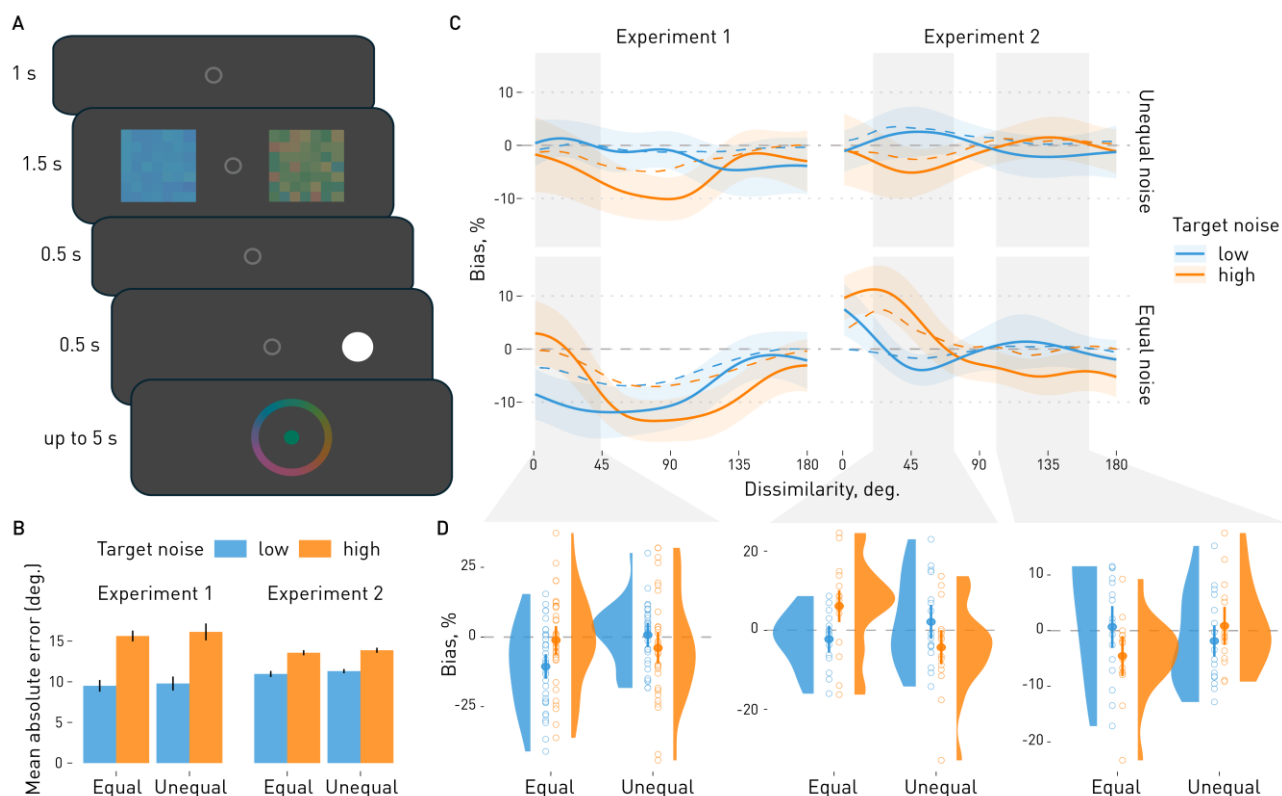 A
1 s
1.5 s
0.5 s
0.5 s
up to 5 s
B
Target noise low high
Experiment 1 Experiment 2
Mean absolute error (deg.)
15
10
5
0
Equal Unequal Equal Unequal
C
Experiment 1 Experiment 2
Bias, %
10
0
-10
Unequal noise
10
0
-10
Equal noise
0 45 90 135 180 0 45 90 135 180
Dissimilarity, deg.
Target noise
low
high
D
Bias, %
25
0
-25
Equal Unequal
20
0
-20
Equal Unequal
10
0
-10
-20
Equal Unequal